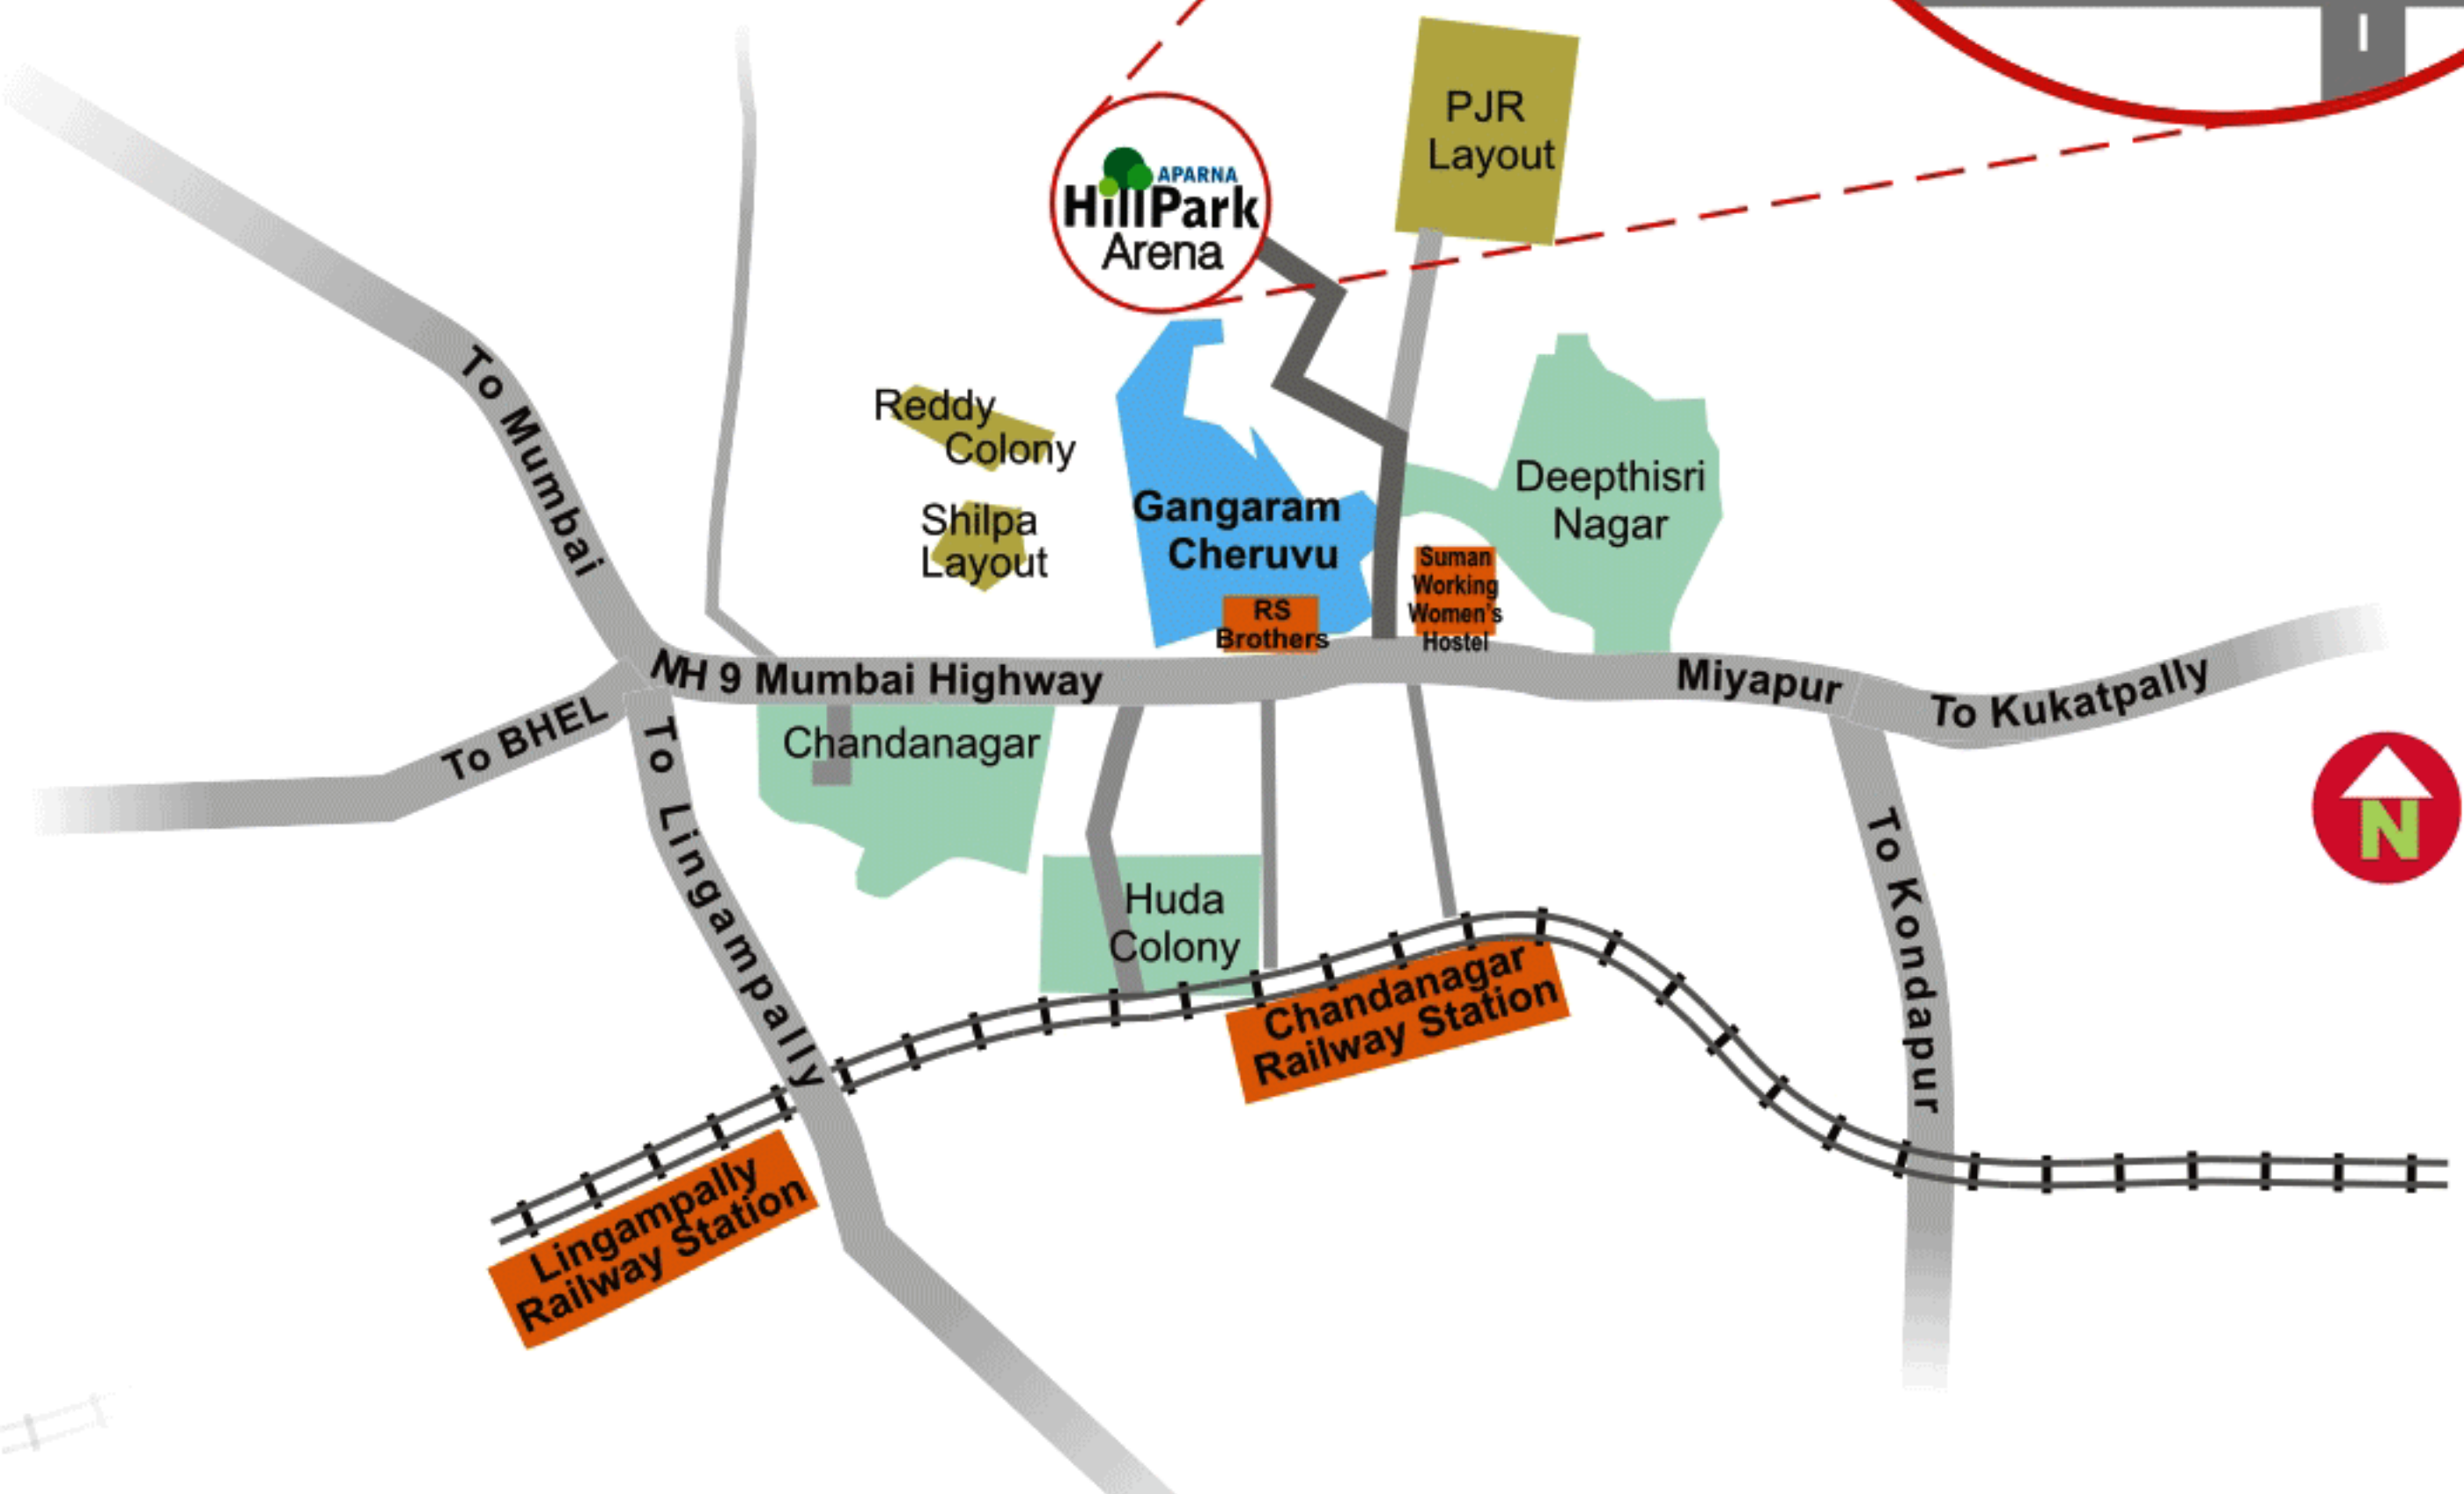 PJR
Layout
APARNA
HillPark
Arena
To Mumbai
Reddy
Colony
Shilpa
Layout
Gangaram
Cheruvu
Deepthisri
Nagar
Suman
Working
Women's
Hostel
RS
Brothers
NH 9 Mumbai Highway
Miyapur
To Kukatpally
To BHEL
To Lingampally
Chandanagar
To Kondapur
N
Huda
Colony
Chandanagar
Railway Station
Lingampally
Railway Station